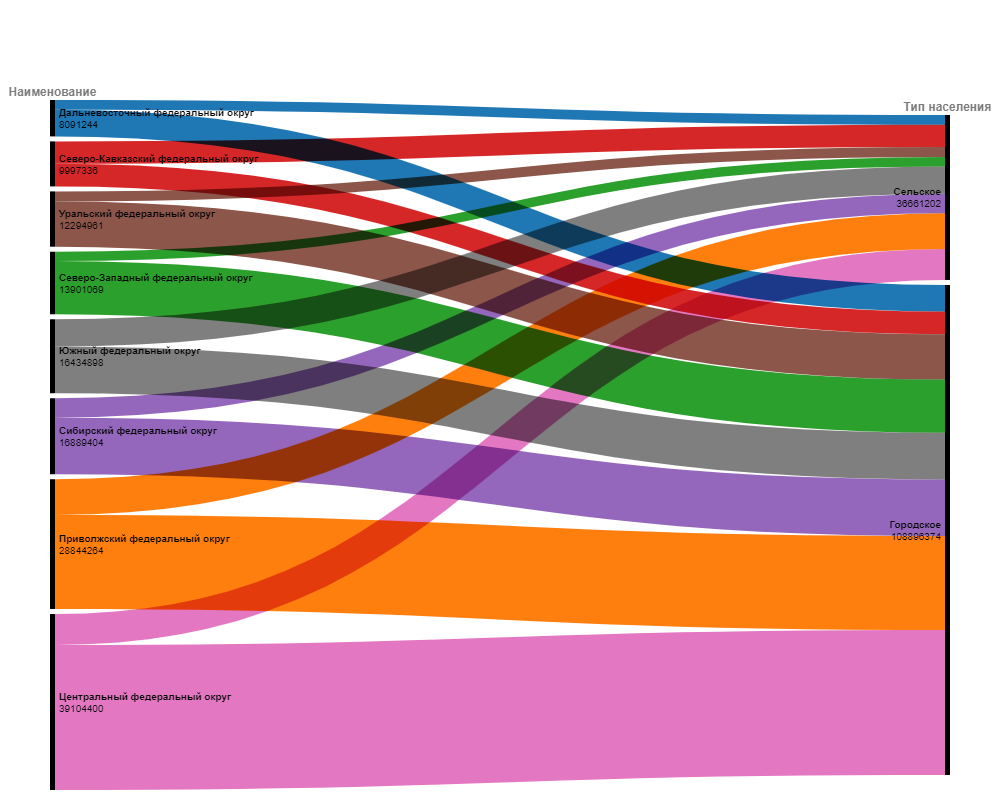 Наименование
Тип населения
Дальневосточный федеральный округ
8091244
Северо-Кавказский федеральный округ
9997336
Уральский федеральный округ
12294961
Северо-Западный федеральный округ
13901069
Южный федеральный округ
16434898
Сибирский федеральный округ
16889404
Приволжский федеральный округ
28844264
Центральный федеральный округ
39104400
Сельское
36661202
Городское
108896374